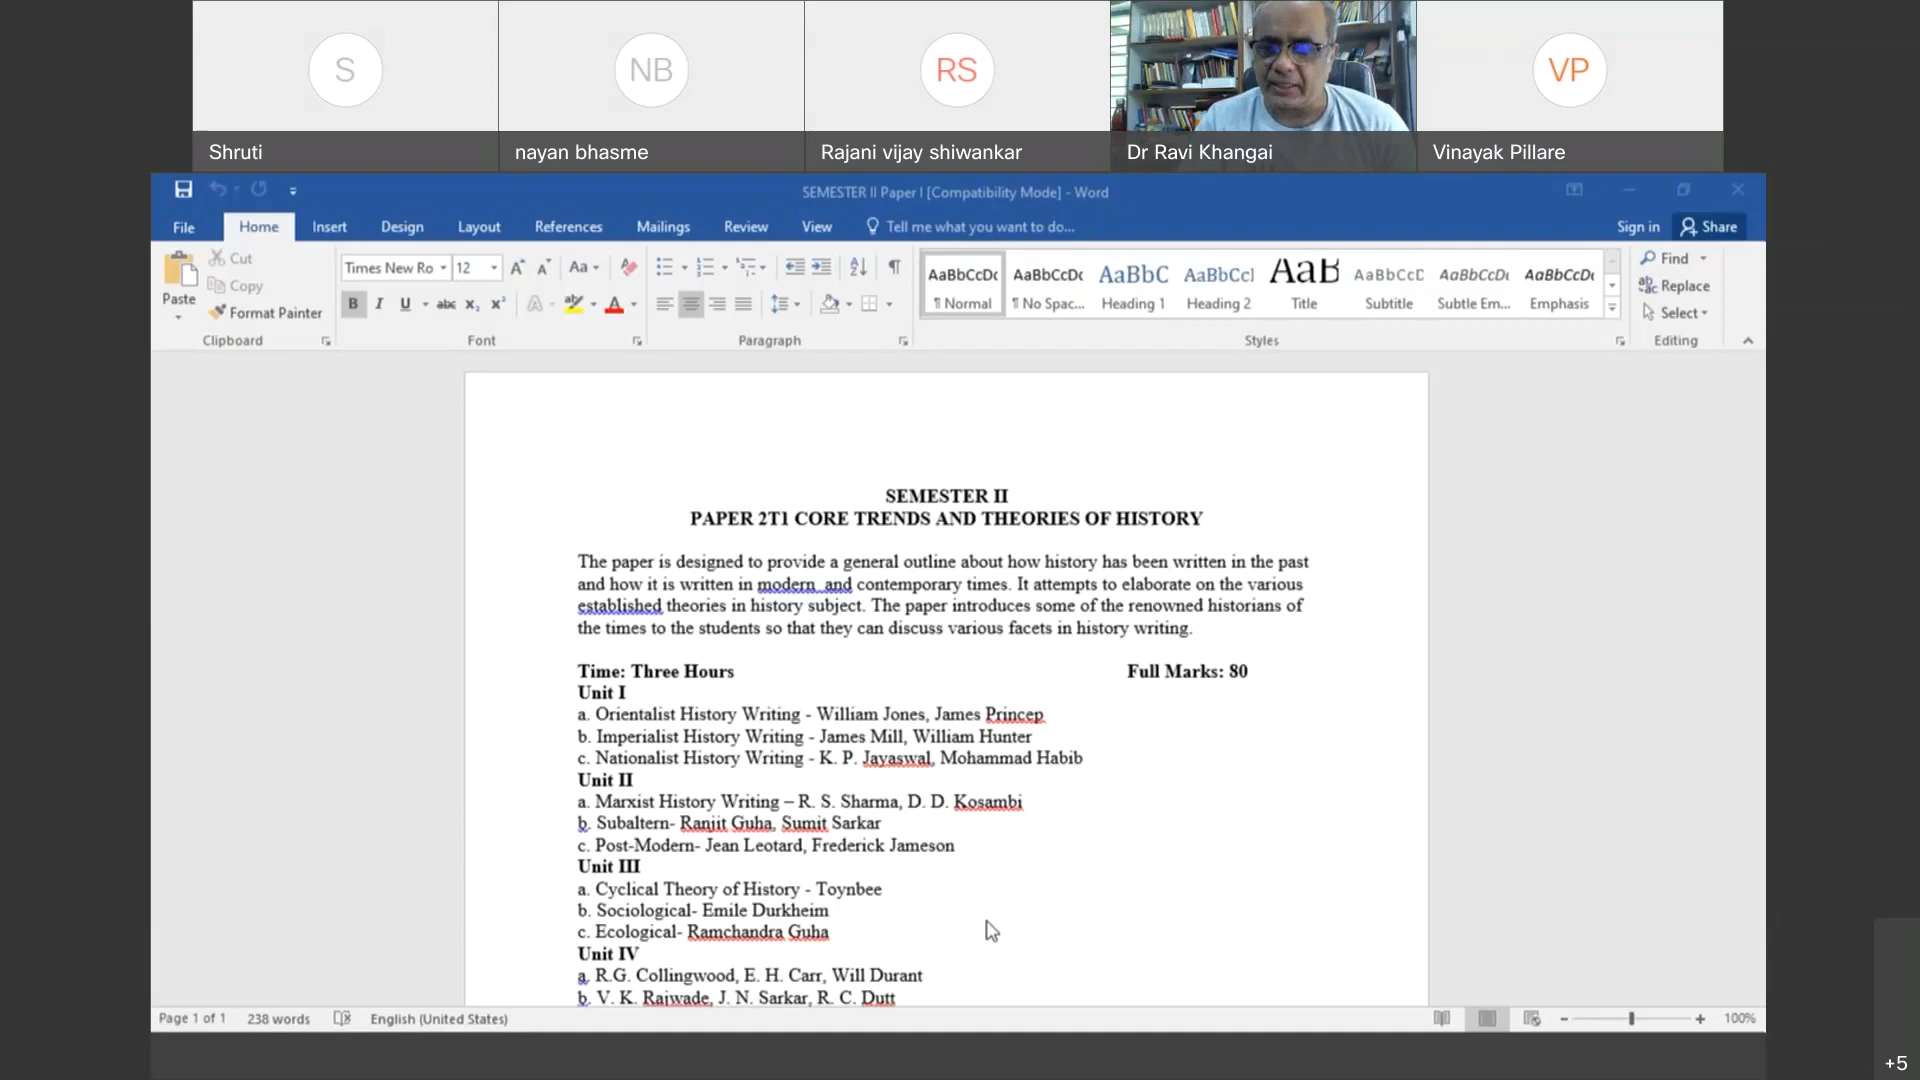 S
NB
RS
VP
Shruti
nayan bhasme
Rajani vijay shiwankar
Dr Ravi Khangai
Vinayak Pillare
SEMESTER II Paper I [Compatibility Mode] - Word
File
Home
Insert
Design
Layout
References
Mailings
Review
View
Tell me what you want to do...
Sign in
Share
Paste
Cut
Copy
Format Painter
Clipboard
Times New Ro
12
Aa
B I U abc x₂ x²
Font
Paragraph
AaBbCcDc
¶ Normal
AaBbCcDc
¶ No Spac...
AaBbC
Heading 1
AaBbCcl
Heading 2
AaB
Title
AaBbCcD
Subtitle
AaBbCcDc
Subtle Em...
AaBbCcDc
Emphasis
Styles
Find
Replace
Select
Editing
SEMESTER II
PAPER 2T1 CORE TRENDS AND THEORIES OF HISTORY
The paper is designed to provide a general outline about how history has been written in the past
and how it is written in modern and contemporary times. It attempts to elaborate on the various
established theories in history subject. The paper introduces some of the renowned historians of
the times to the students so that they can discuss various facets in history writing.
Time: Three Hours Full Marks: 80
Unit I
a. Orientalist History Writing - William Jones, James Princep
b. Imperialist History Writing - James Mill, William Hunter
c. Nationalist History Writing - K. P. Jayaswal, Mohammad Habib
Unit II
a. Marxist History Writing – R. S. Sharma, D. D. Kosambi
b. Subaltern- Ranjit Guha, Sumit Sarkar
c. Post-Modern- Jean Leotard, Frederick Jameson
Unit III
a. Cyclical Theory of History - Toynbee
b. Sociological- Emile Durkheim
c. Ecological- Ramchandra Guha
Unit IV
a. R.G. Collingwood, E. H. Carr, Will Durant
b. V. K. Rajwade, J. N. Sarkar, R. C. Dutt
Page 1 of 1
238 words
English (United States)
100%
+5